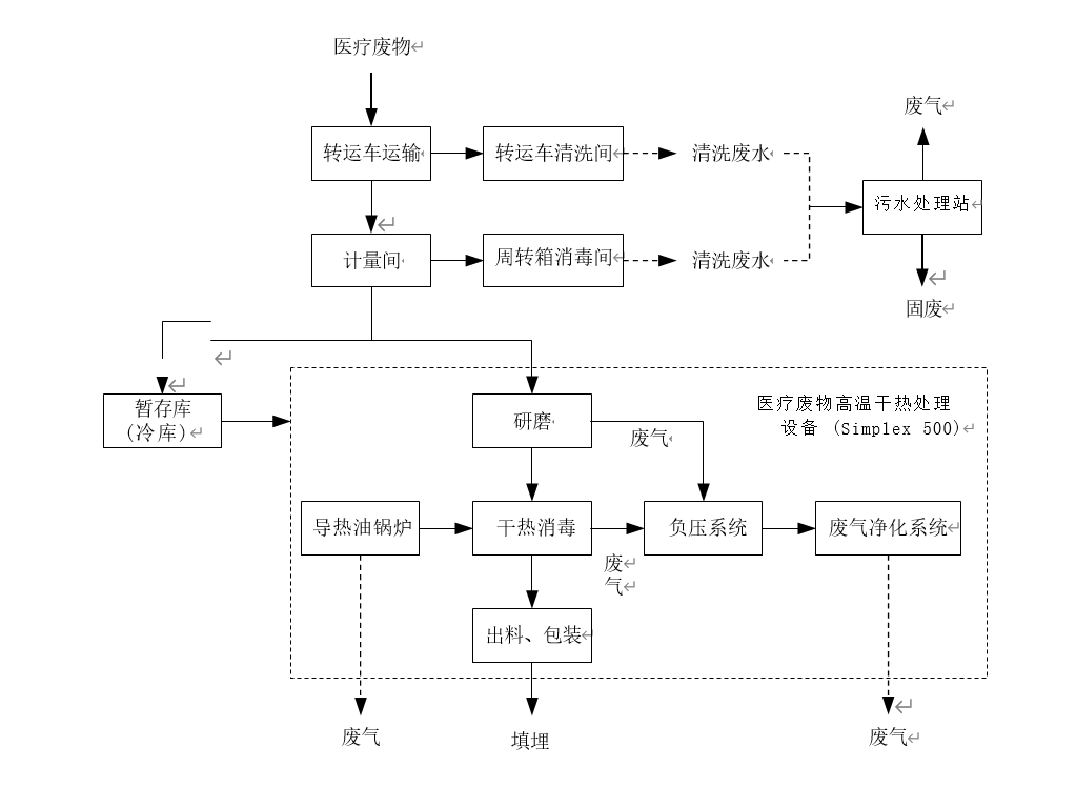 医疗废物
废气
转运车运输
转运车清洗间
清洗废水
污水处理站
计量间
周转箱消毒间
清洗废水
固废
暂存库
（冷库）
研磨
废气
医疗废物高温干热处理
设备（Simplex 500）
导热油锅炉
干热消毒
负压系统
废气净化系统
废
气
出料、包装
废气
填埋
废气